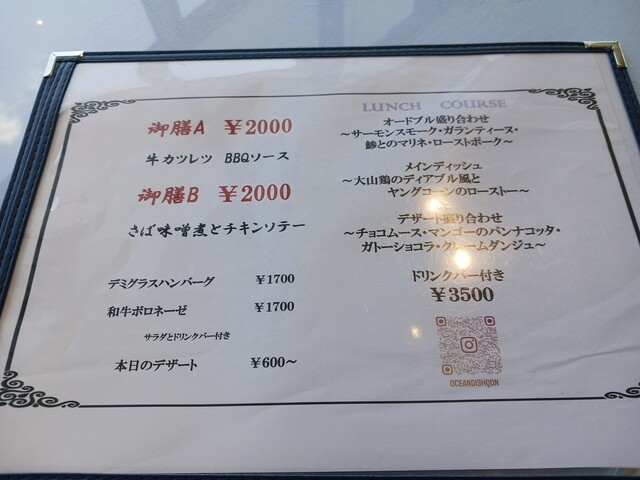 御膳A ¥2000
牛カツレツ BBQソース
御膳B ¥2000
さば味噌煮とチキンソテー
デミグラスハンバーグ ¥1700
和牛ボロネーゼ ¥1700
サラダとドリンクバー付き
本日のデザート ¥600〜
LUNCH COURSE
オードブル盛り合わせ
〜サーモンスモーク・ガランティーヌ・
鯵とのマリネ・ローストポーク〜
メインディッシュ
〜大山鶏のディアブル風と
ヤングコーンのロースト〜
デザート盛り合わせ
〜チョコムース・マンゴーのパンナコッタ・
ガトーショコラ・クレームダンジュ〜
ドリンクバー付き
¥3500
OCEANDISHQON